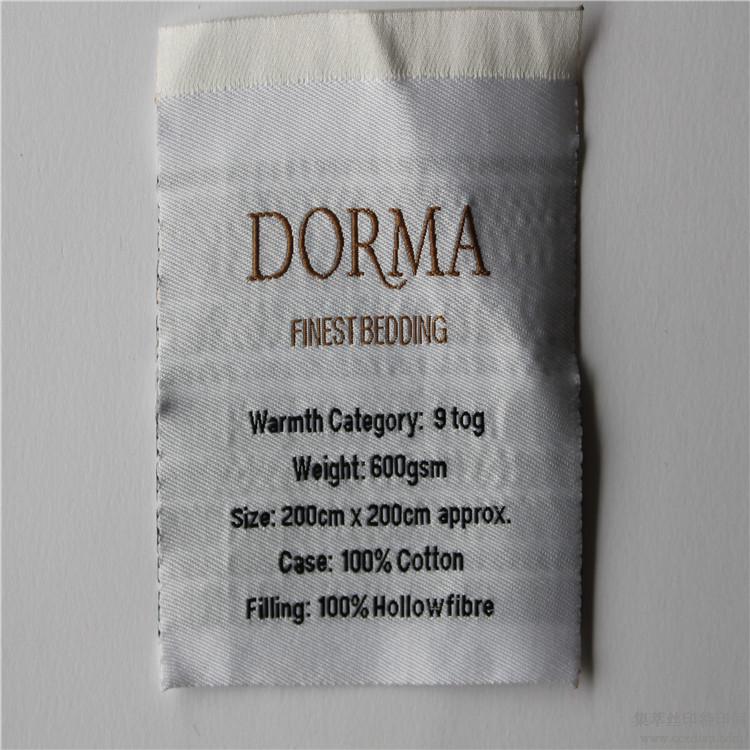 DORMA
FINEST BEDDING
Warmth Category: 9 tog
Weight: 600gsm
Size: 200cm x 200cm approx.
Case: 100% Cotton
Filling: 100% Hollowfibre